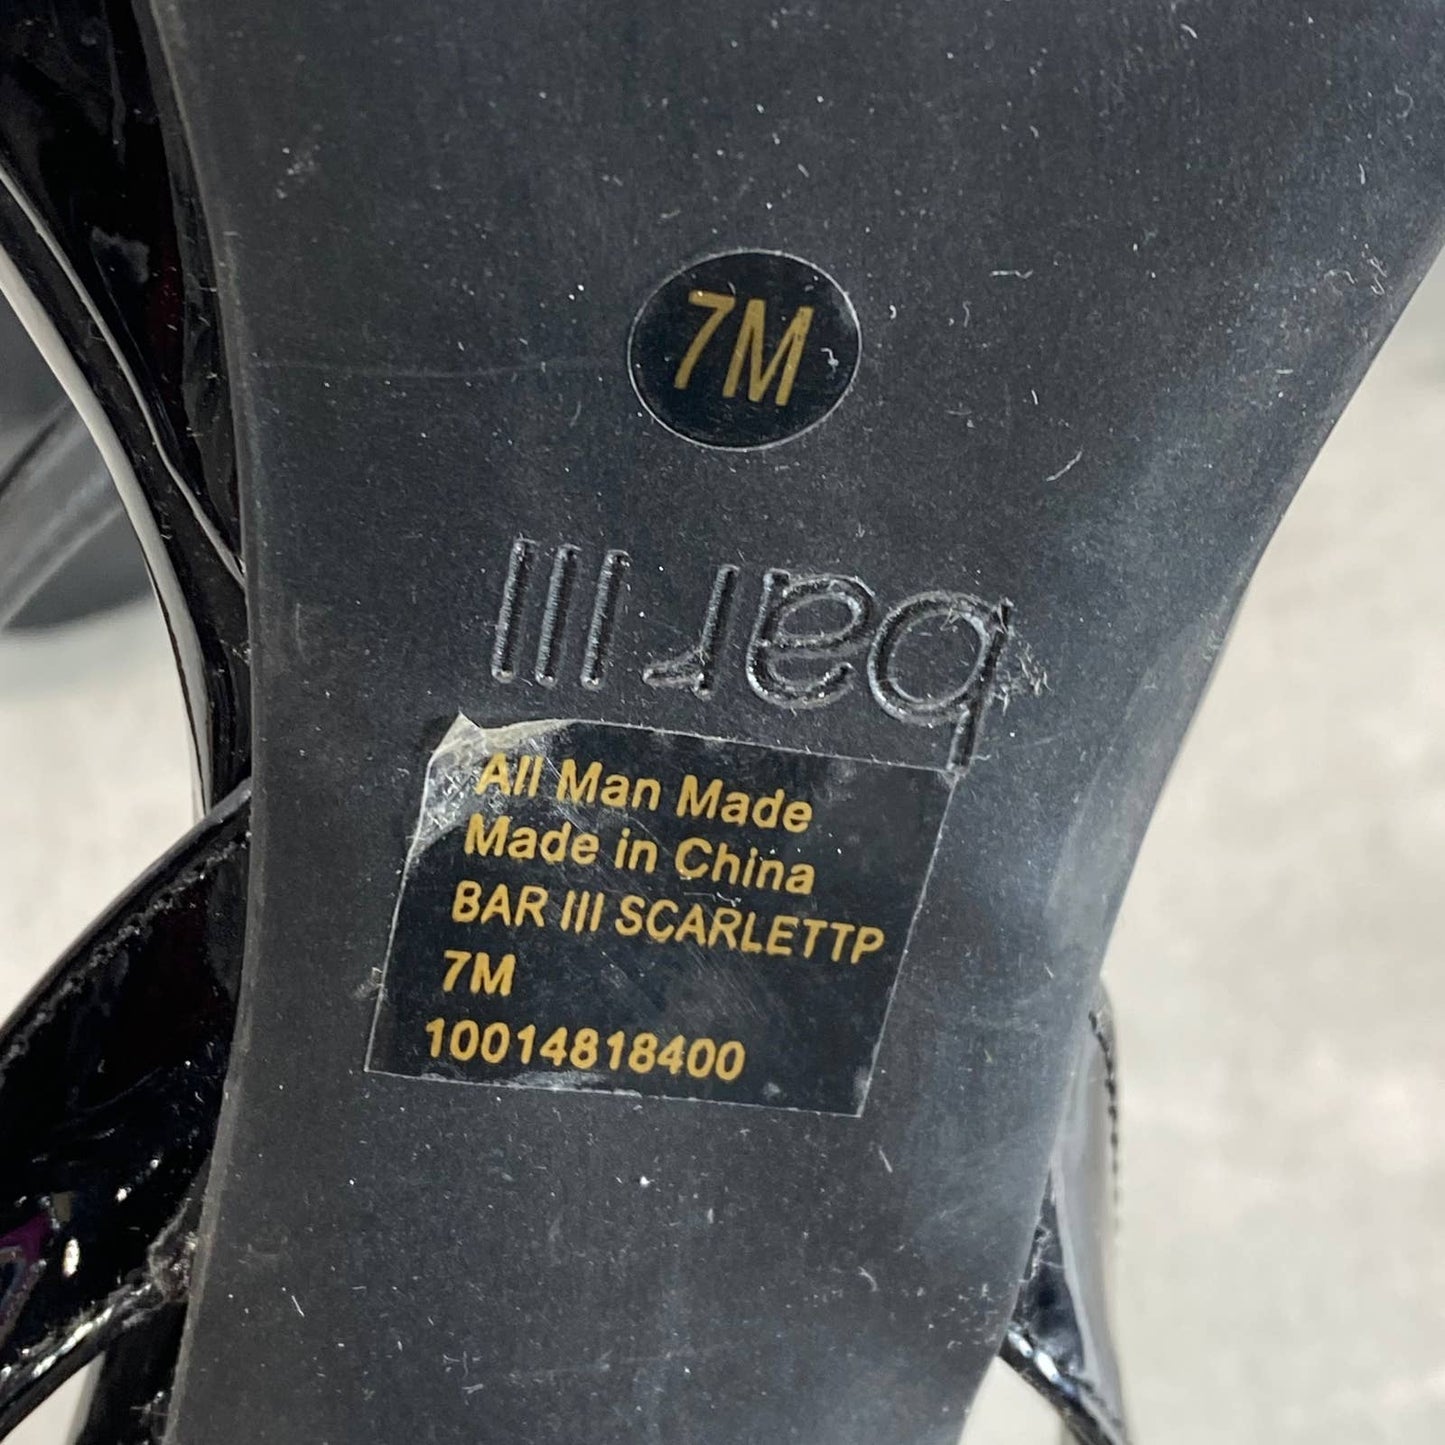 7M
bar III
All Man Made
Made in China
BAR III SCARLETTP
7M
10014818400